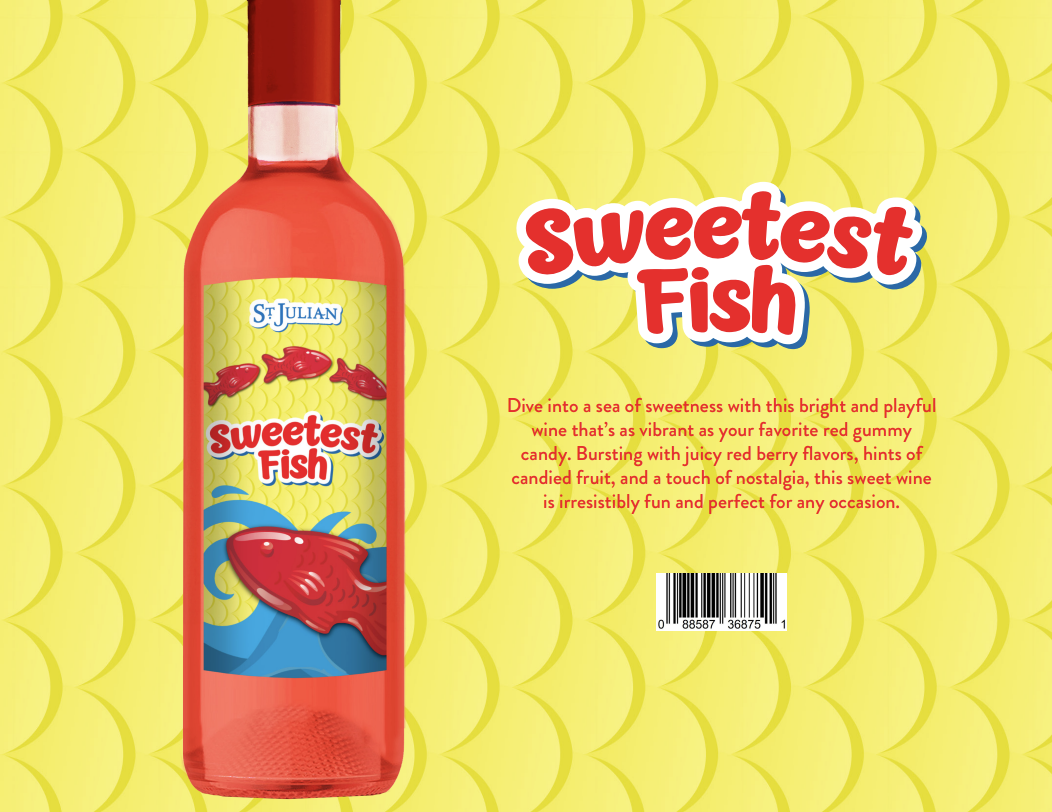 St Julian
Sweetest
Fish
Sweetest
Fish
Dive into a sea of sweetness with this bright and playful
wine that’s as vibrant as your favorite red gummy
candy. Bursting with juicy red berry flavors, hints of
candied fruit, and a touch of nostalgia, this sweet wine
is irresistibly fun and perfect for any occasion.
0 88587 36875 1